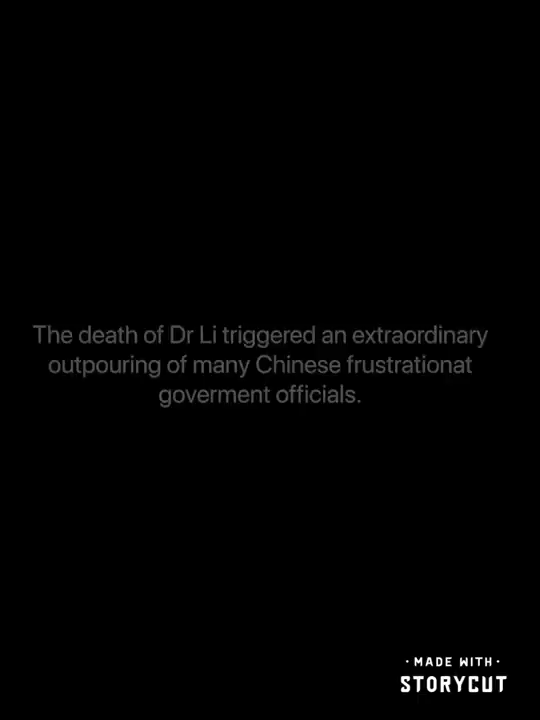 The death of Dr Li triggered an extraordinary
outpouring of many Chinese frustrationat
goverment officials.
· MADE WITH ·
STORYCUT